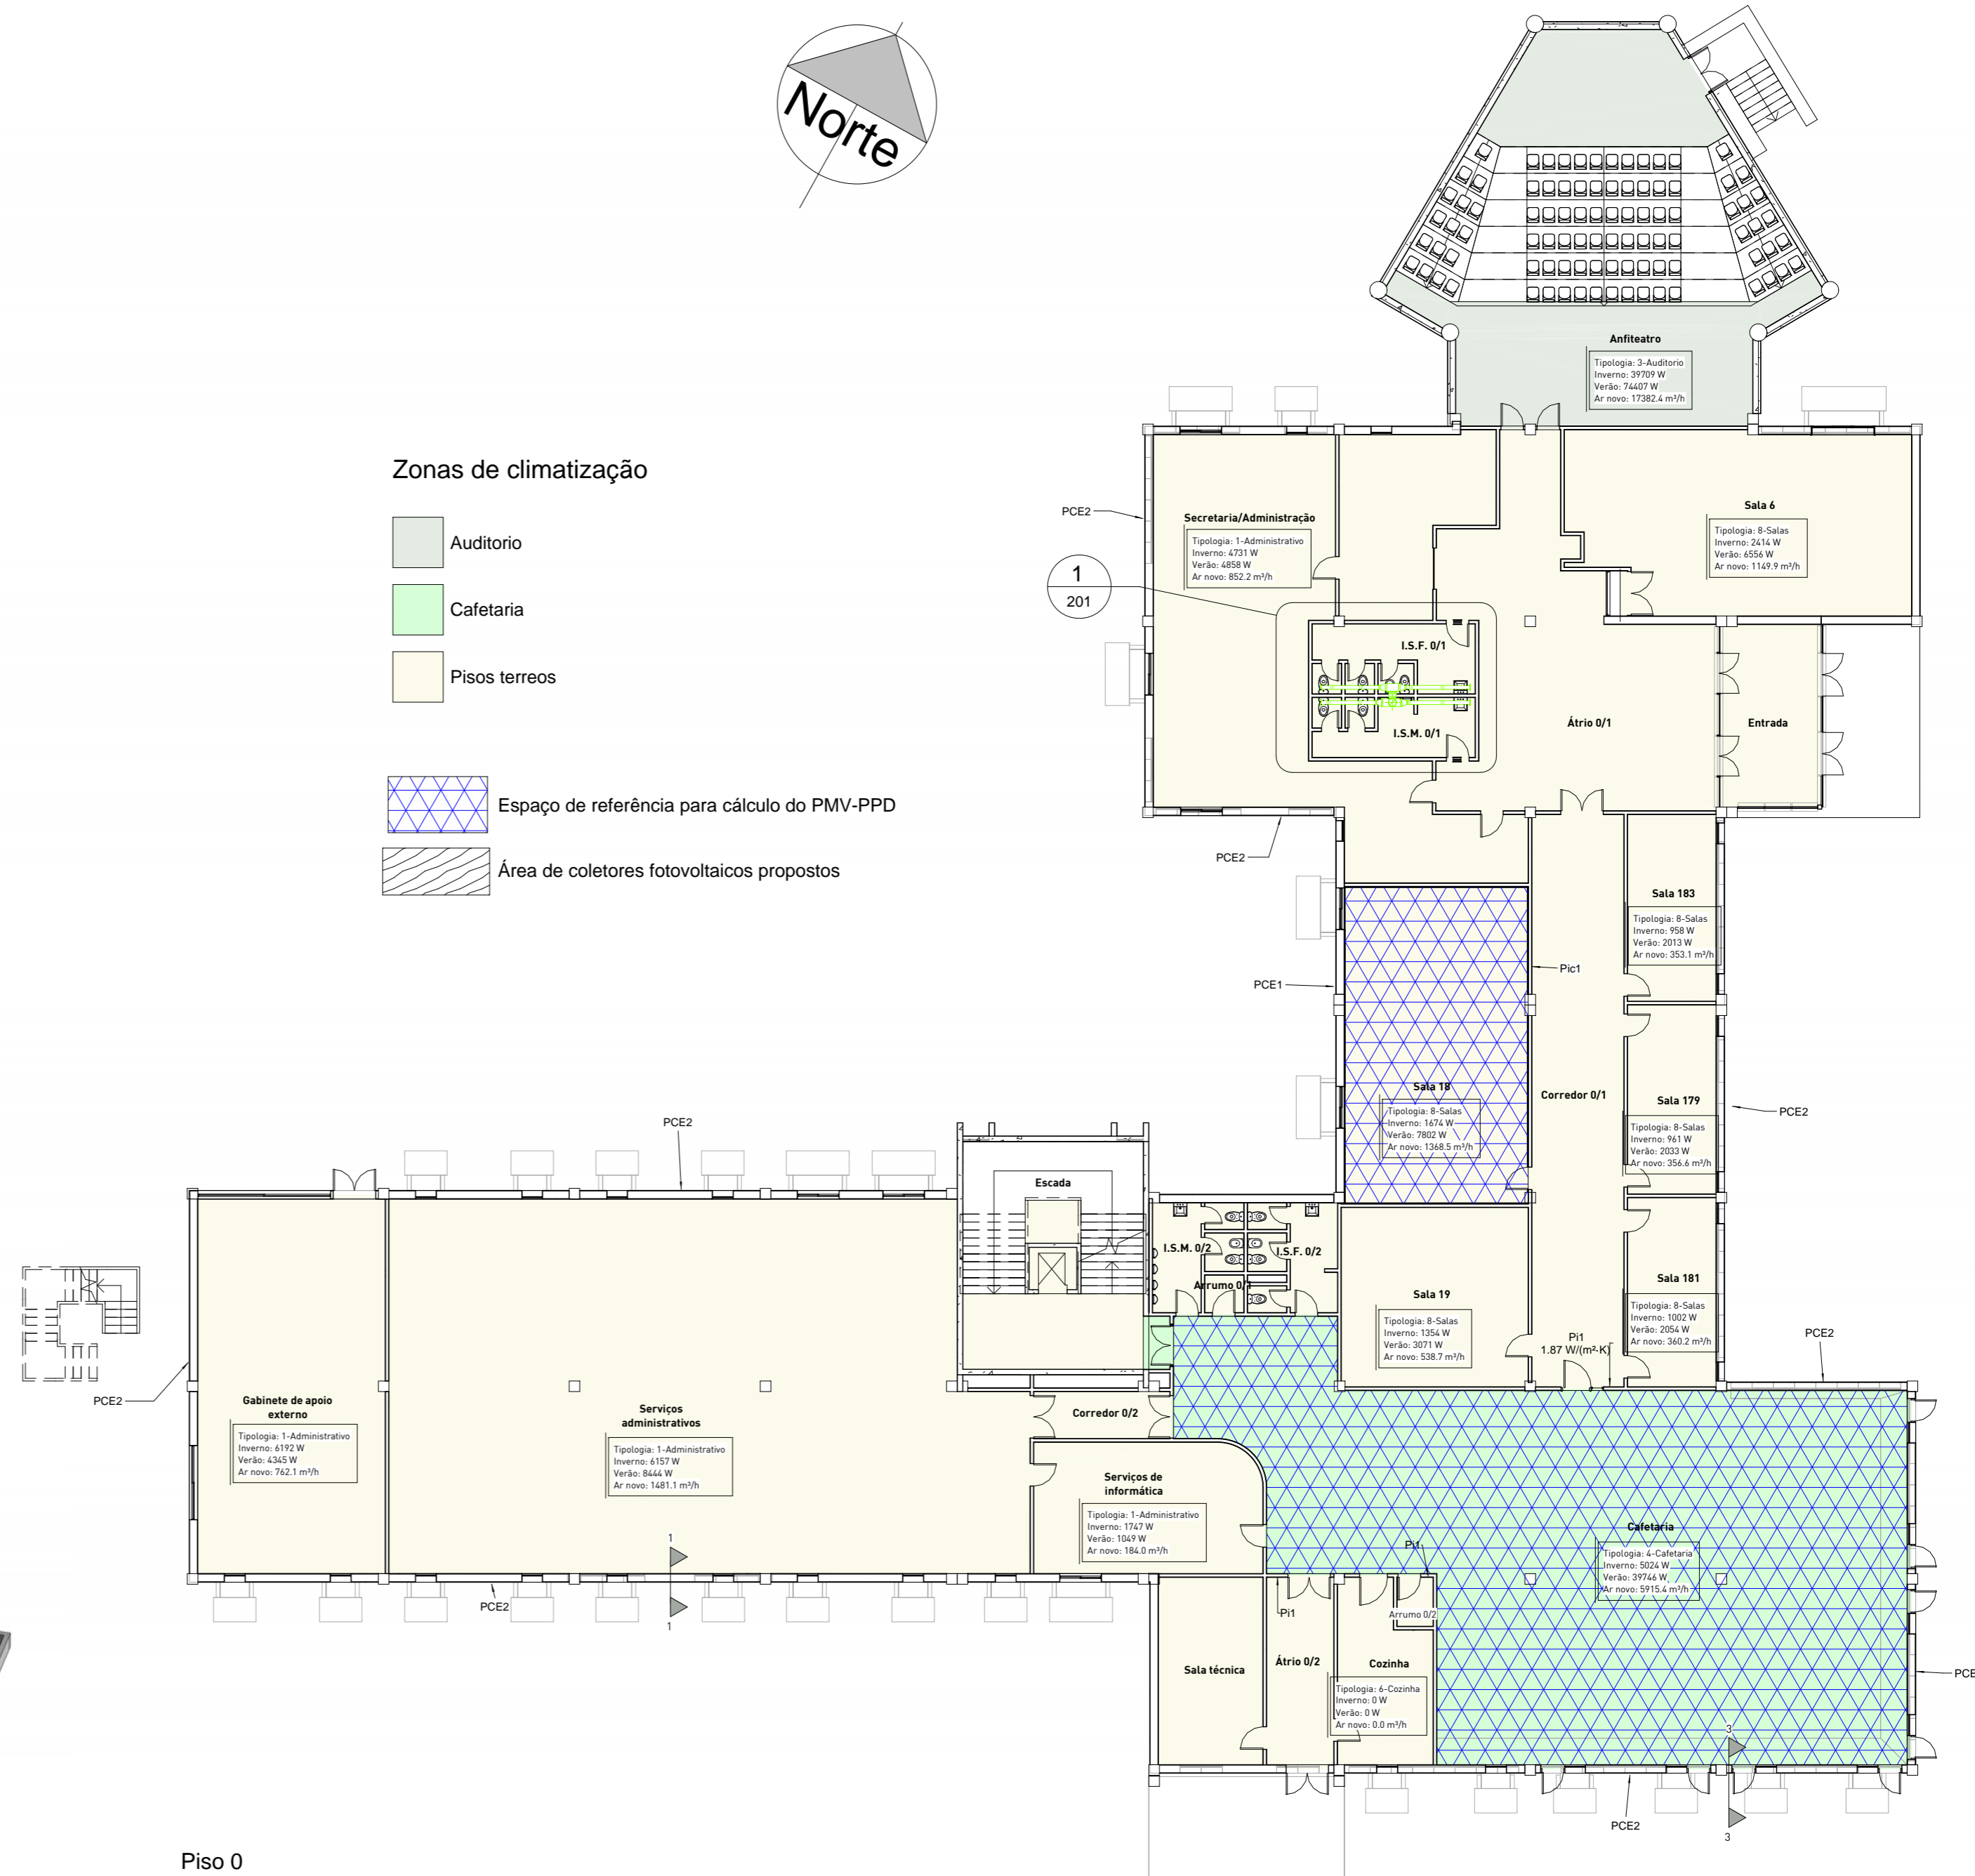 Norte
Zonas de climatização
Auditorio
Cafetaria
Pisos terreos
Espaço de referência para cálculo do PMV-PPD
Área de coletores fotovoltaicos propostos
Anfiteatro
Tipologia: 3-Auditorio
Inverno: 39709 W
Verão: 74407 W
Ar novo: 17382.4 m³/h
PCE2
Secretaria/Administração
Tipologia: 1-Administrativo
Inverno: 4731 W
Verão: 4858 W
Ar novo: 852.2 m³/h
Sala 6
Tipologia: 8-Salas
Inverno: 2414 W
Verão: 6556 W
Ar novo: 1149.9 m³/h
1
201
I.S.F. 0/1
I.S.M. 0/1
Átrio 0/1
Entrada
PCE2
Sala 183
Tipologia: 8-Salas
Inverno: 958 W
Verão: 2013 W
Ar novo: 353.1 m³/h
Pic1
PCE1
Sala 18
Tipologia: 8-Salas
Inverno: 1674 W
Verão: 7802 W
Ar novo: 1368.5 m³/h
Corredor 0/1
Sala 179
Tipologia: 8-Salas
Inverno: 961 W
Verão: 2033 W
Ar novo: 356.6 m³/h
PCE2
PCE2
Escada
I.S.M. 0/2
I.S.F. 0/2
Arrumo 0/1
Sala 19
Tipologia: 8-Salas
Inverno: 1354 W
Verão: 3071 W
Ar novo: 538.7 m³/h
Sala 181
Tipologia: 8-Salas
Inverno: 1002 W
Verão: 2054 W
Ar novo: 360.2 m³/h
Pi1
1.87 W/(m²·K)
PCE2
PCE2
Gabinete de apoio
externo
Tipologia: 1-Administrativo
Inverno: 6192 W
Verão: 4345 W
Ar novo: 762.1 m³/h
Serviços
administrativos
Tipologia: 1-Administrativo
Inverno: 6157 W
Verão: 8444 W
Ar novo: 1481.1 m³/h
Corredor 0/2
Serviços de
informática
Tipologia: 1-Administrativo
Inverno: 1747 W
Verão: 1049 W
Ar novo: 184.0 m³/h
Cafetaria
Tipologia: 4-Cafetaria
Inverno: 5024 W
Verão: 39746 W
Ar novo: 5915.4 m³/h
Pi1
1
1
PCE2
Pi1
Arrumo 0/2
Sala técnica
Átrio 0/2
Cozinha
Tipologia: 6-Cozinha
Inverno: 0 W
Verão: 0 W
Ar novo: 0.0 m³/h
PCE
3
3
PCE2
Piso 0